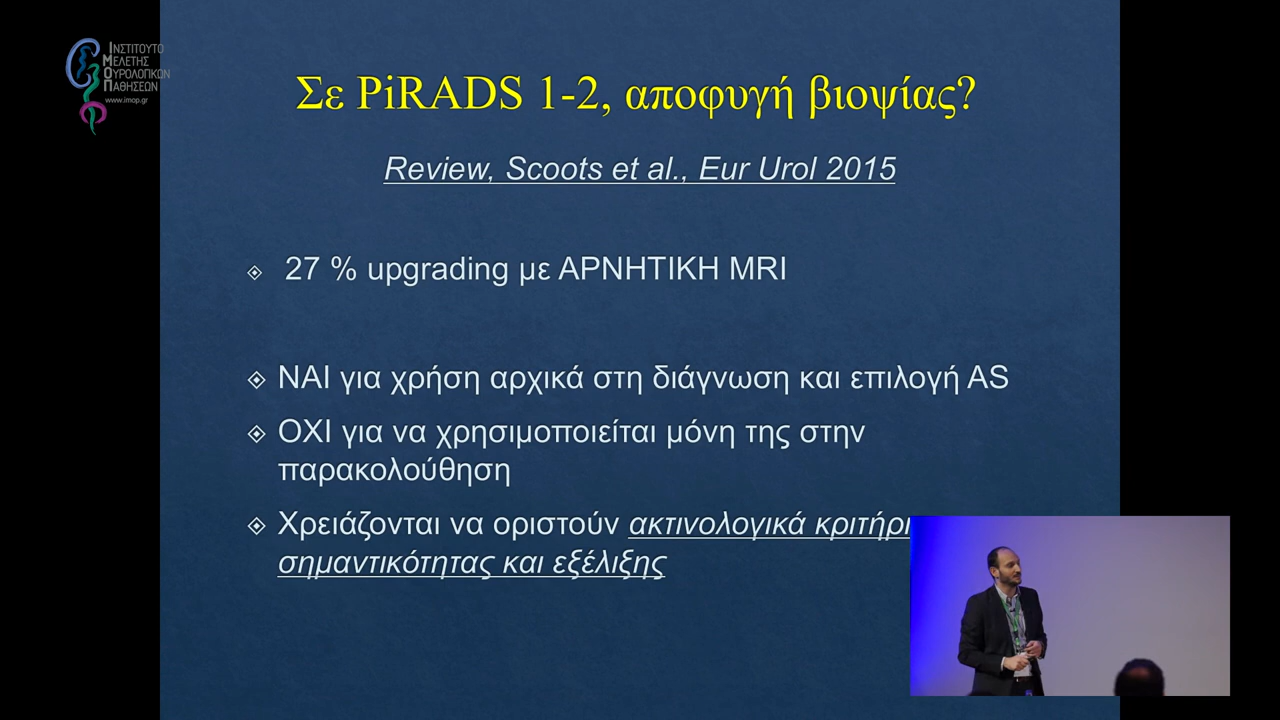 ΙΝΣΤΙΤΟΥΤΟ
ΜΕΛΕΤΗΣ
ΟΥΡΟΛΟΓΙΚΩΝ
ΠΑΘΗΣΕΩΝ
www.imop.gr
Σε PiRADS 1-2, αποφυγή βιοψίας?
Review, Scoots et al., Eur Urol 2015
27 % upgrading με ΑΡΝΗΤΙΚΗ MRI
ΝΑΙ για χρήση αρχικά στη διάγνωση και επιλογή AS
ΟΧΙ για να χρησιμοποιείται μόνη της στην
παρακολούθηση
Χρειάζονται να οριστούν ακτινολογικά κριτήρι
σημαντικότητας και εξέλιξης